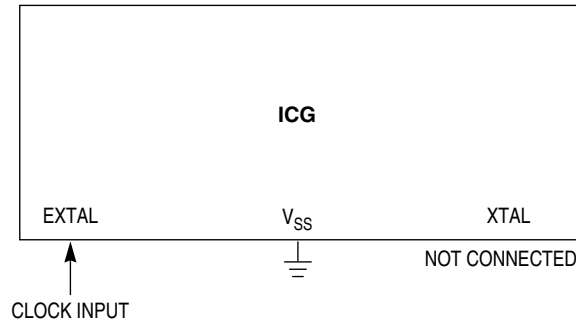 ICG
EXTAL
VSS
XTAL
NOT CONNECTED
CLOCK INPUT